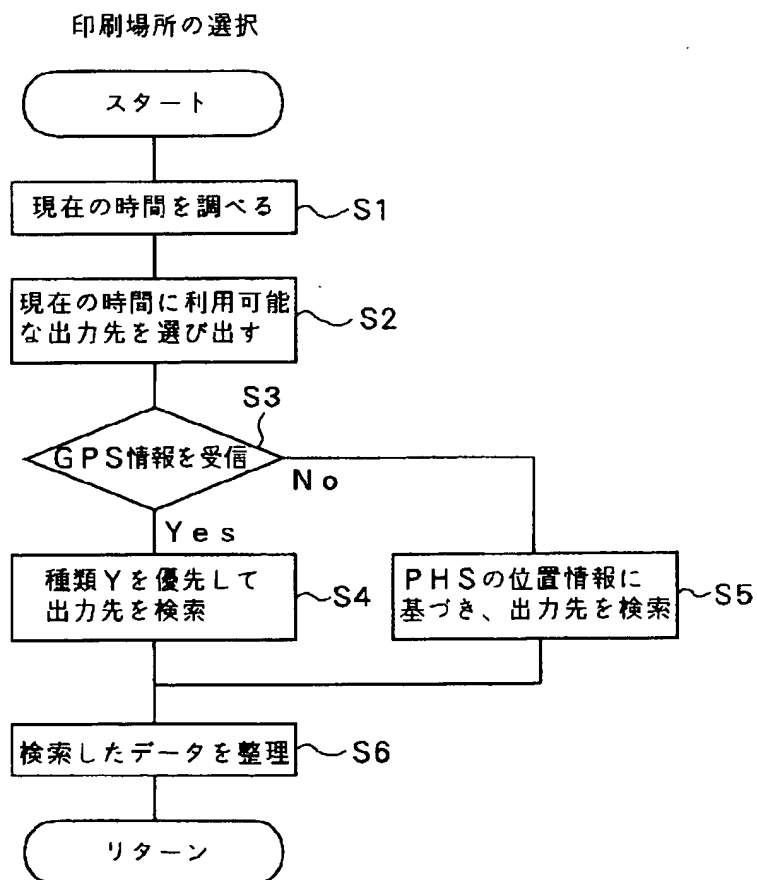 印刷場所の選択
スタート
現在の時間を調べる
S1
現在の時間に利用可能
な出力先を選び出す
S2
S3
GPS情報を受信
No
Yes
種類Yを優先して
出力先を検索
S4
PHSの位置情報に
基づき、出力先を検索
S5
検索したデータを整理
S6
リターン